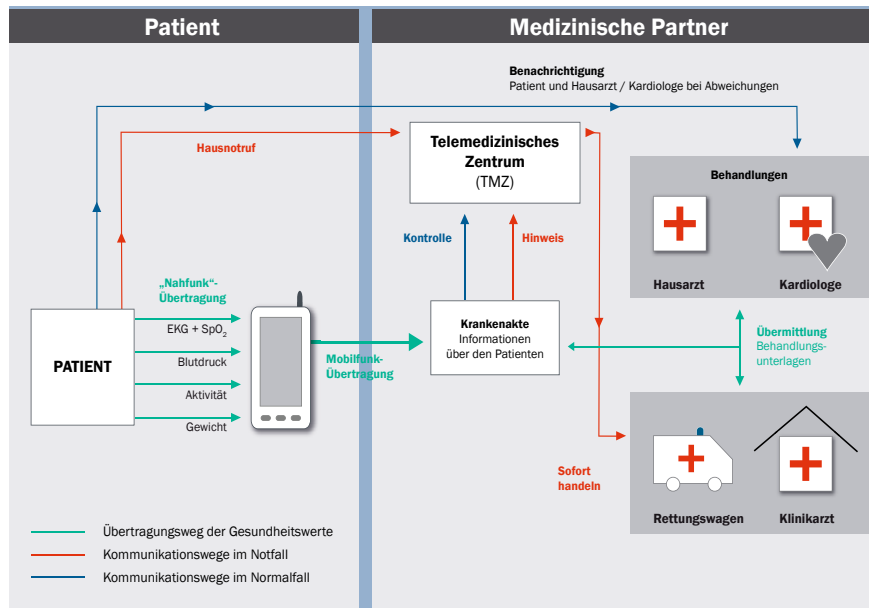 Patient
Medizinische Partner
Benachrichtigung
Patient und Hausarzt / Kardiologe bei Abweichungen
Hausnotruf
Telemedizinisches
Zentrum
(TMZ)
Behandlungen
Hausarzt
Kardiologe
Kontrolle
Hinweis
„Nahfunk“-
Übertragung
EKG + SpO₂
Blutdruck
Aktivität
Gewicht
PATIENT
Mobilfunk-
Übertragung
Krankenakte
Informationen
über den Patienten
Übermittlung
Behandlungs-
unterlagen
Sofort
handeln
Rettungswagen
Klinikarzt
Übertragungsweg der Gesundheitswerte
Kommunikationswege im Notfall
Kommunikationswege im Normalfall